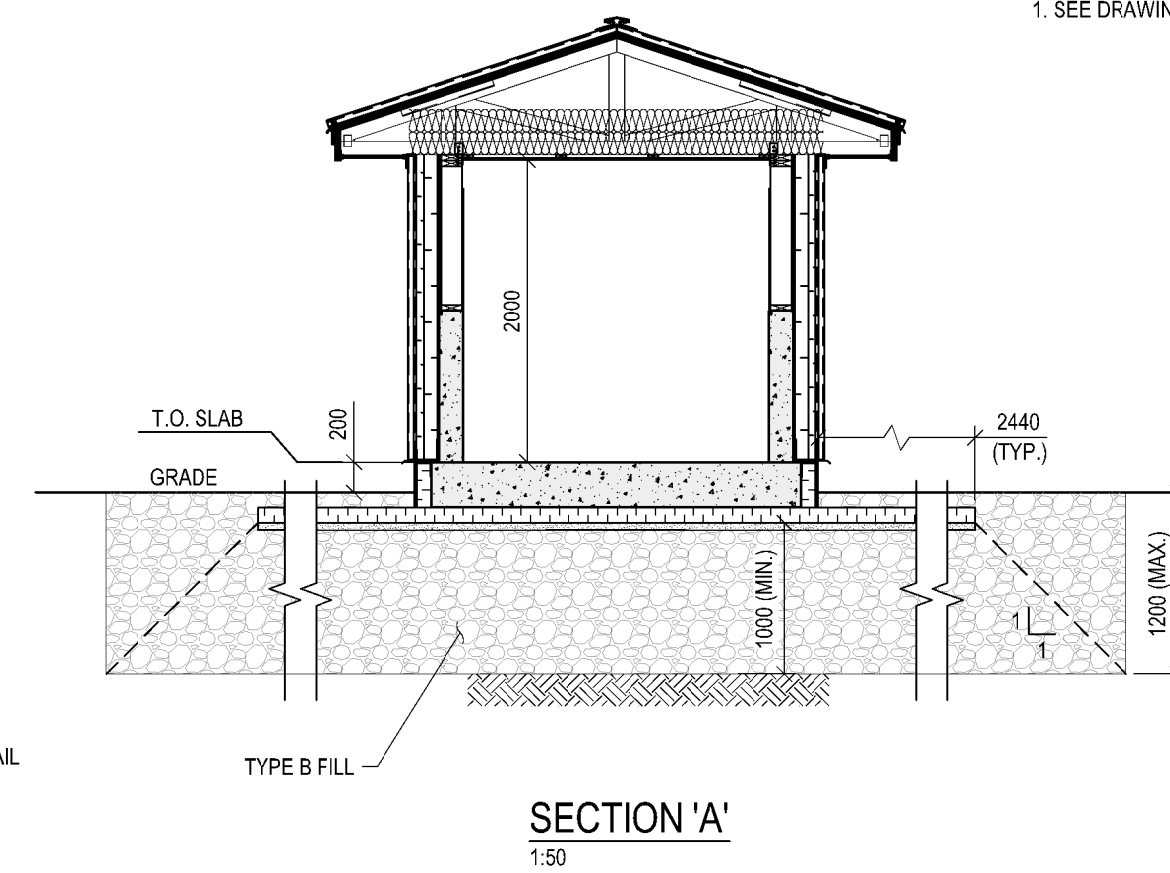 1. SEE DRAWIN
2000
T.O. SLAB
200
2440
(TYP.)
GRADE
1000 (MIN.)
1200 (MAX.)
1
1
AIL
TYPE B FILL
SECTION 'A'
1:50